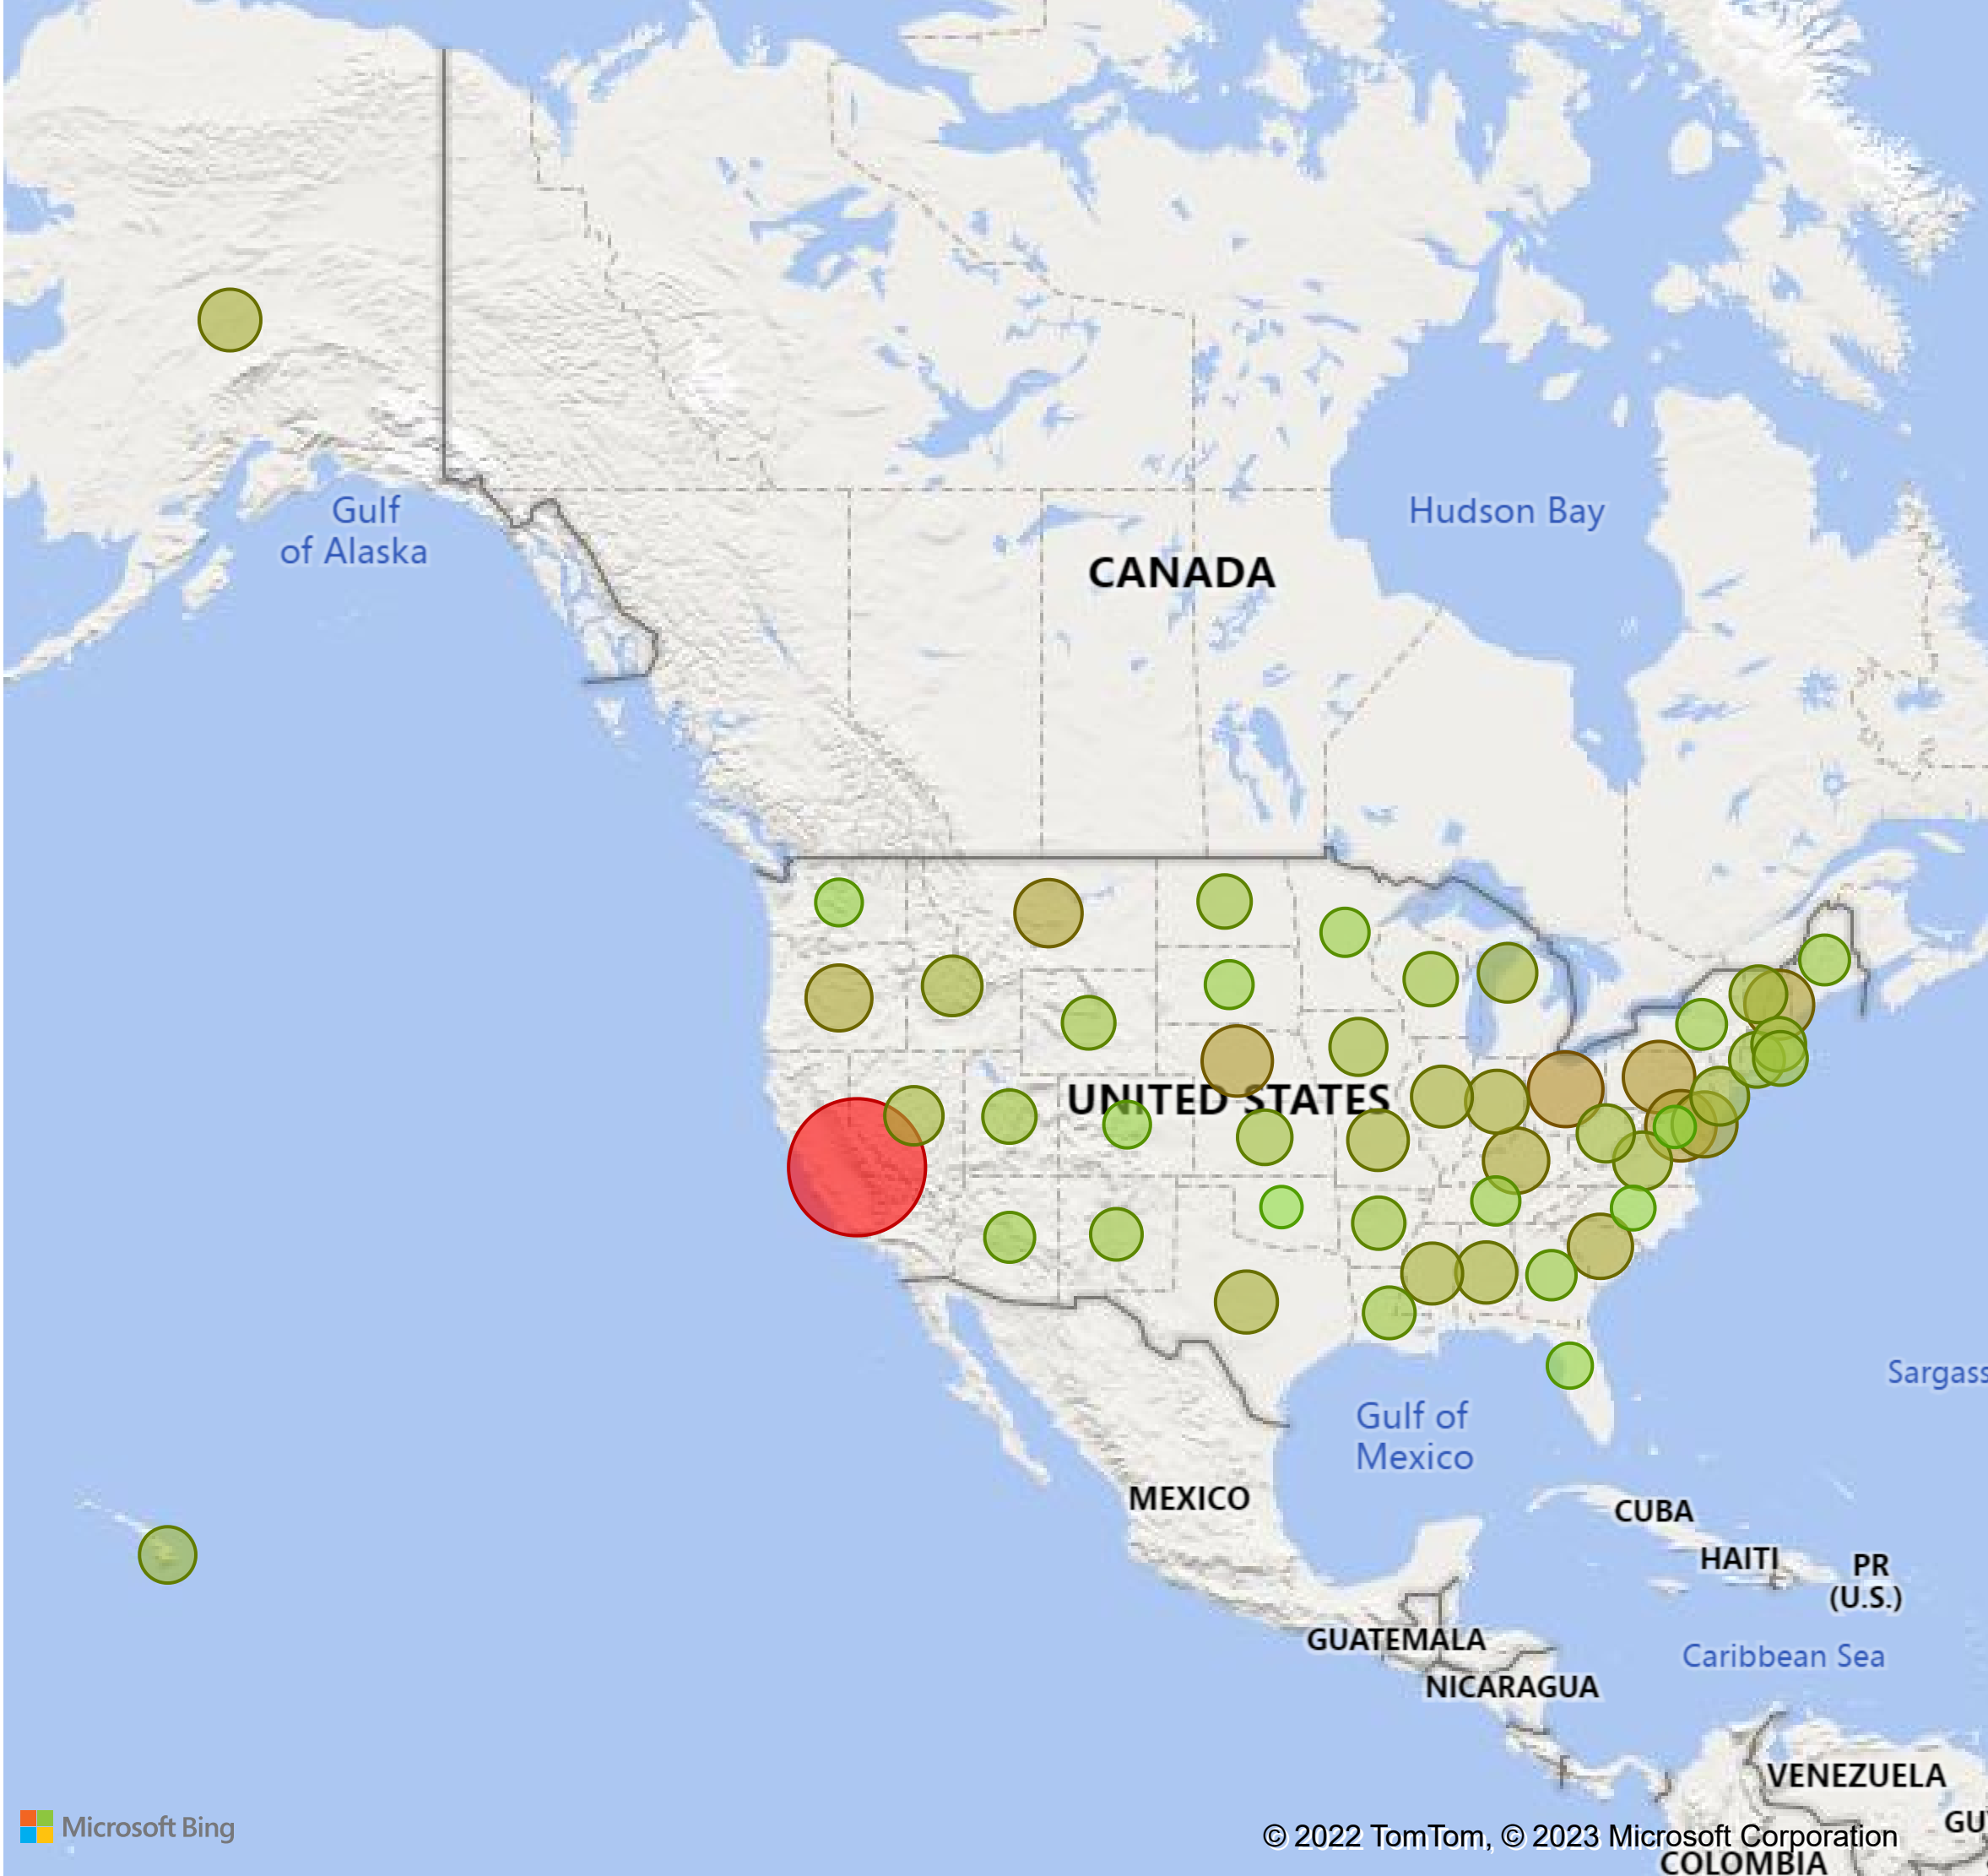 Gulf
of Alaska
Hudson Bay
CANADA
UNITED STATES
Sargass
Gulf of
Mexico
MEXICO
CUBA
HAITI
PR
(U.S.)
GUATEMALA
Caribbean Sea
NICARAGUA
VENEZUELA
GU
Microsoft Bing
© 2022 TomTom, © 2023 Microsoft Corporation
COLOMBIA